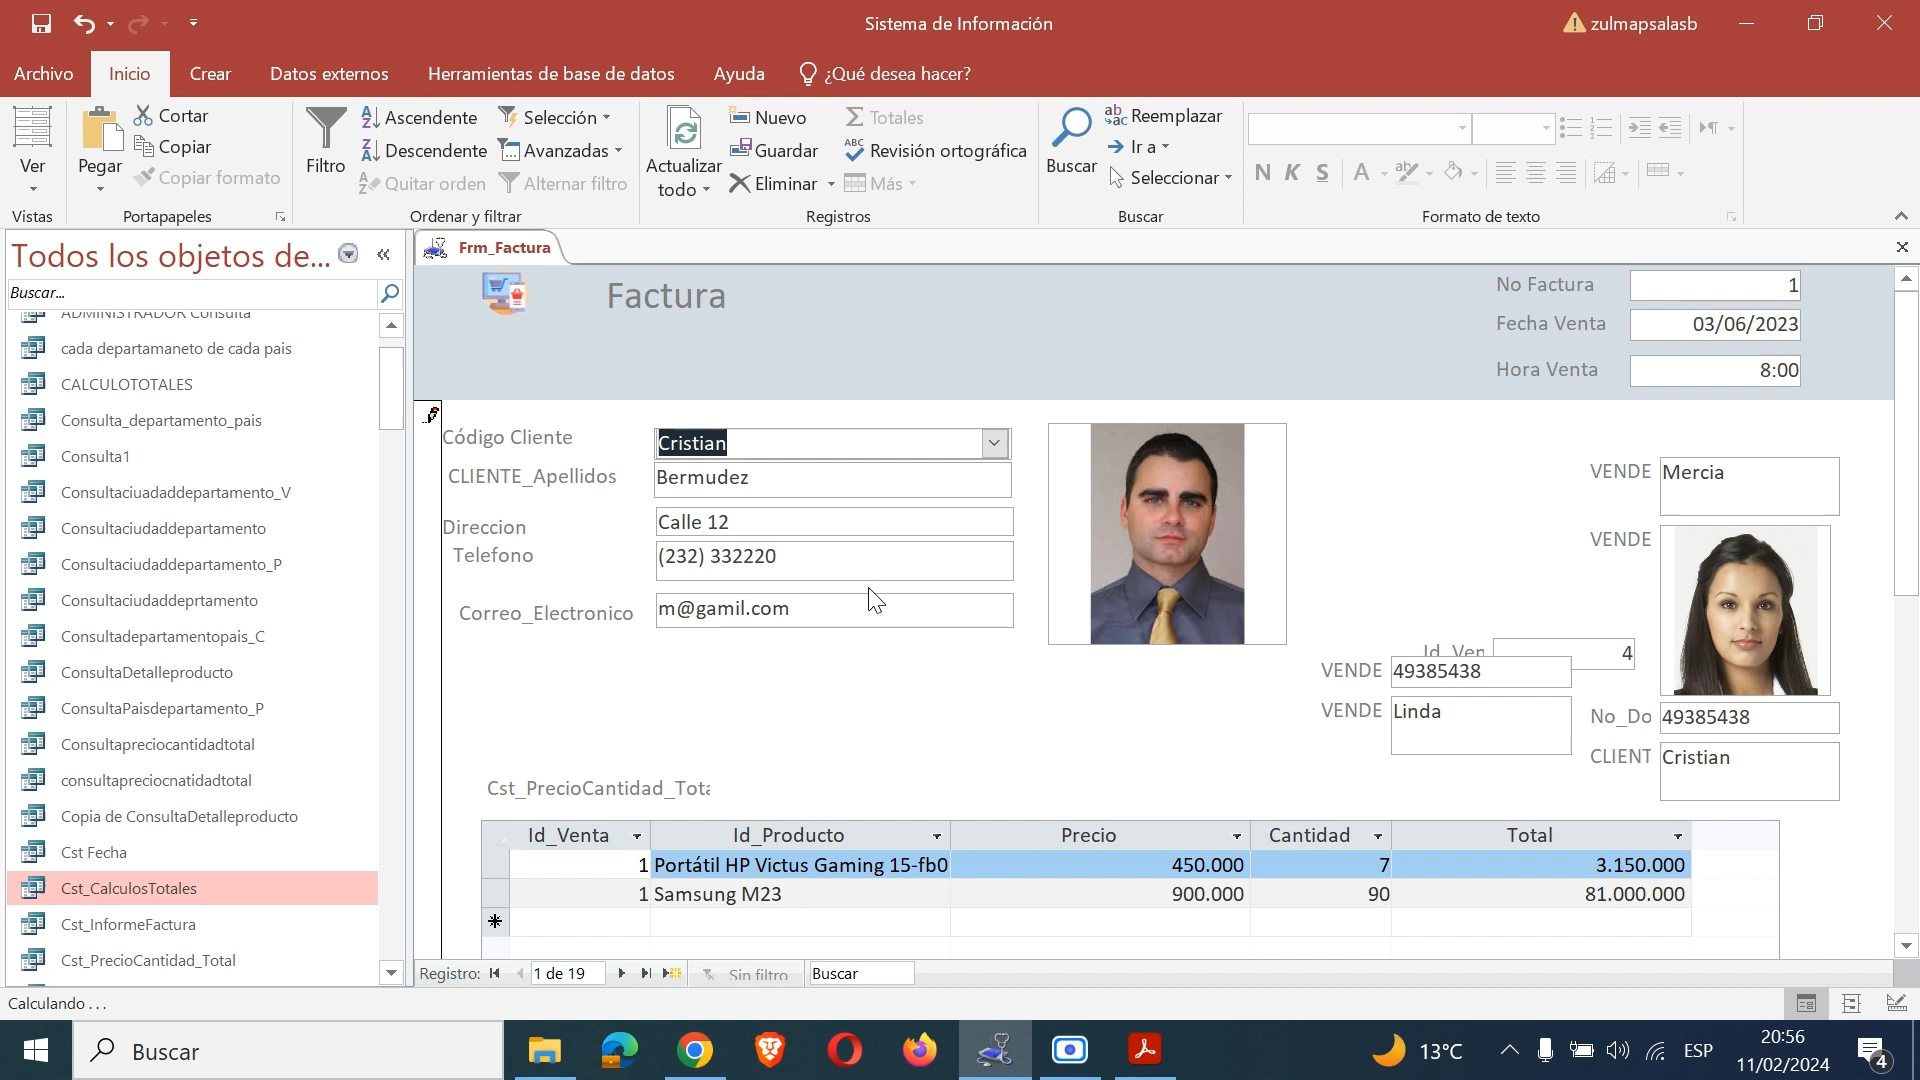 Sistema de Información
zulmapsalasb
Archivo
Inicio
Crear
Datos externos
Herramientas de base de datos
Ayuda
¿Qué desea hacer?
Ver
Vistas
Pegar
Cortar
Copiar
Copiar formato
Portapapeles
Filtro
Ascendente
Descendente
Quitar orden
Selección
Avanzadas
Alternar filtro
Ordenar y filtrar
Actualizar
todo
Nuevo
Guardar
Eliminar
Totales
Revisión ortográfica
Más
Registros
Buscar
Reemplazar
Ir a
Seleccionar
Buscar
N K S
Formato de texto
Todos los objetos de...
Buscar...
ADMINISTRADOR Consulta
cada departamaneto de cada pais
CALCULOTOTALES
Consulta_departamento_pais
Consulta1
Consultaciuadaddepartamento_V
Consultaciudaddepartamento
Consultaciudaddepartamento_P
Consultaciudaddeprtamento
Consultadepartamentopais_C
ConsultaDetalleproducto
ConsultaPaisdepartamento_P
Consultapreciocantidadtotal
consultapreciocnatidadtotal
Copia de ConsultaDetalleproducto
Cst Fecha
Cst_CalculosTotales
Cst_InformeFactura
Cst_PrecioCantidad_Total
Frm_Factura
Factura
No Factura 1
Fecha Venta 03/06/2023
Hora Venta 8:00
Código Cliente Cristian
CLIENTE_Apellidos Bermudez
Direccion Calle 12
Telefono (232) 332220
Correo_Electronico m@gamil.com
VENDE Mercia
VENDE
Id_Ven 4
VENDE 49385438
VENDE Linda
No_Do 49385438
CLIENT Cristian
Cst_PrecioCantidad_Tota
Id_Venta Id_Producto Precio Cantidad Total
1 Portátil HP Victus Gaming 15-fb0 450.000 7 3.150.000
1 Samsung M23 900.000 90 81.000.000
Registro: 1 de 19 Sin filtro Buscar
Calculando . . .
Buscar
13°C
ESP
20:56
11/02/2024
4